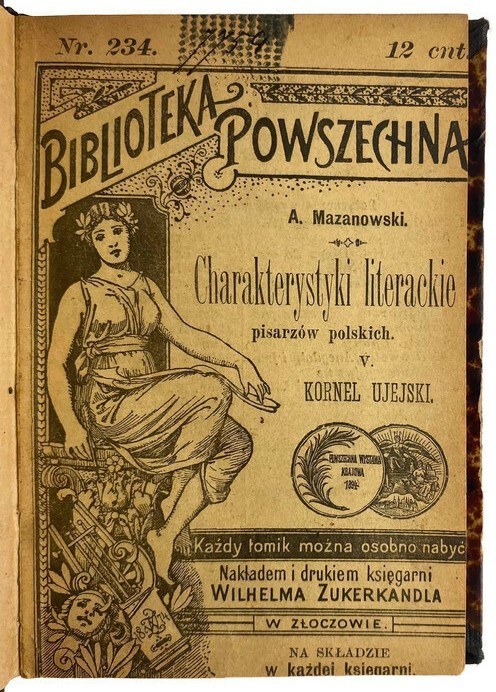 Nr. 234.
12 cnt.
BIBLIOTEKA
POWSZECHNA
A. Mazanowski.
Charakterystyki literackie
pisarzów polskich.
V.
KORNEL UJEJSKI.
POWSZECHNA WYSTAWA
KRAJOWA
1894
Każdy tomik można osobno nabyć
Nakładem i drukiem księgarni
WILHELMA ZUKERKANDLA
W ZŁOCZOWIE.
NA SKŁADZIE
w każdej księgarni.